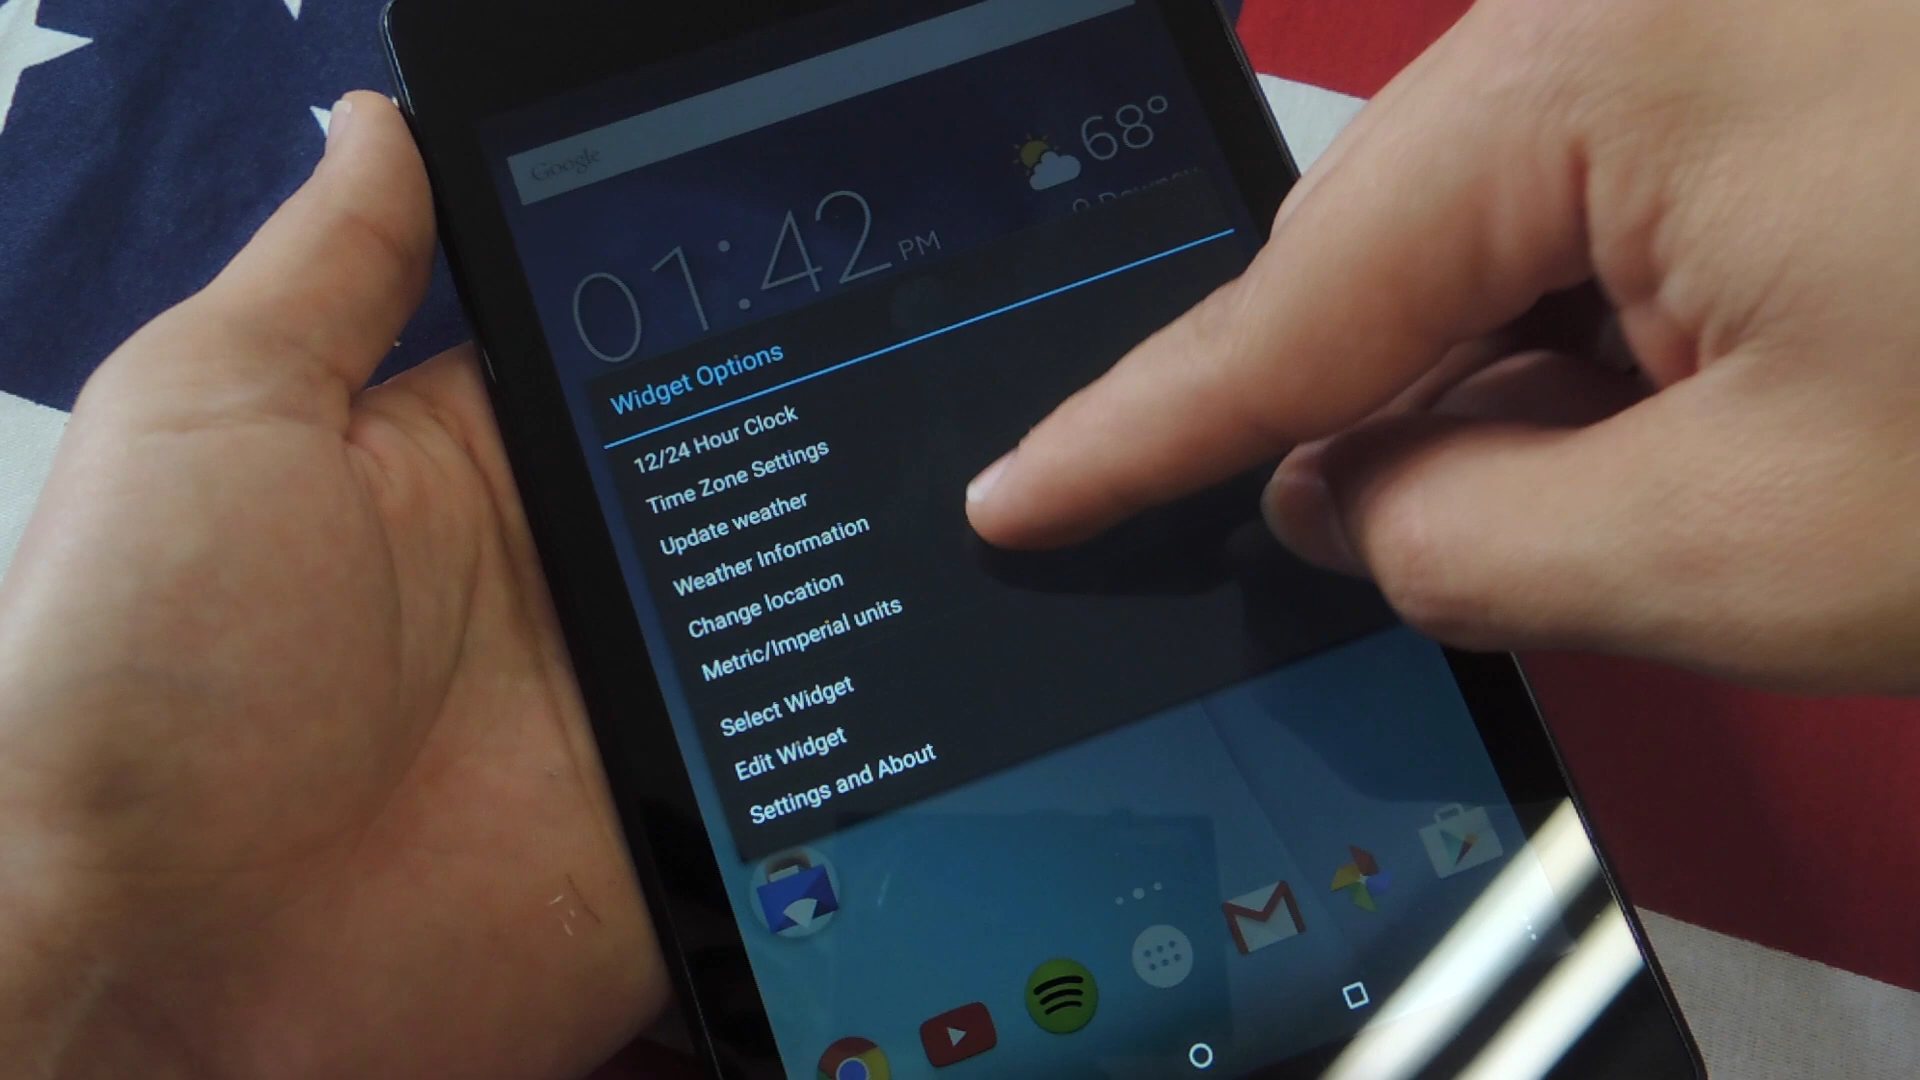 Google
68°
01:42 PM
Widget Options
12/24 Hour Clock
Time Zone Settings
Update weather
Weather Information
Change location
Metric/Imperial units
Select Widget
Edit Widget
Settings and About